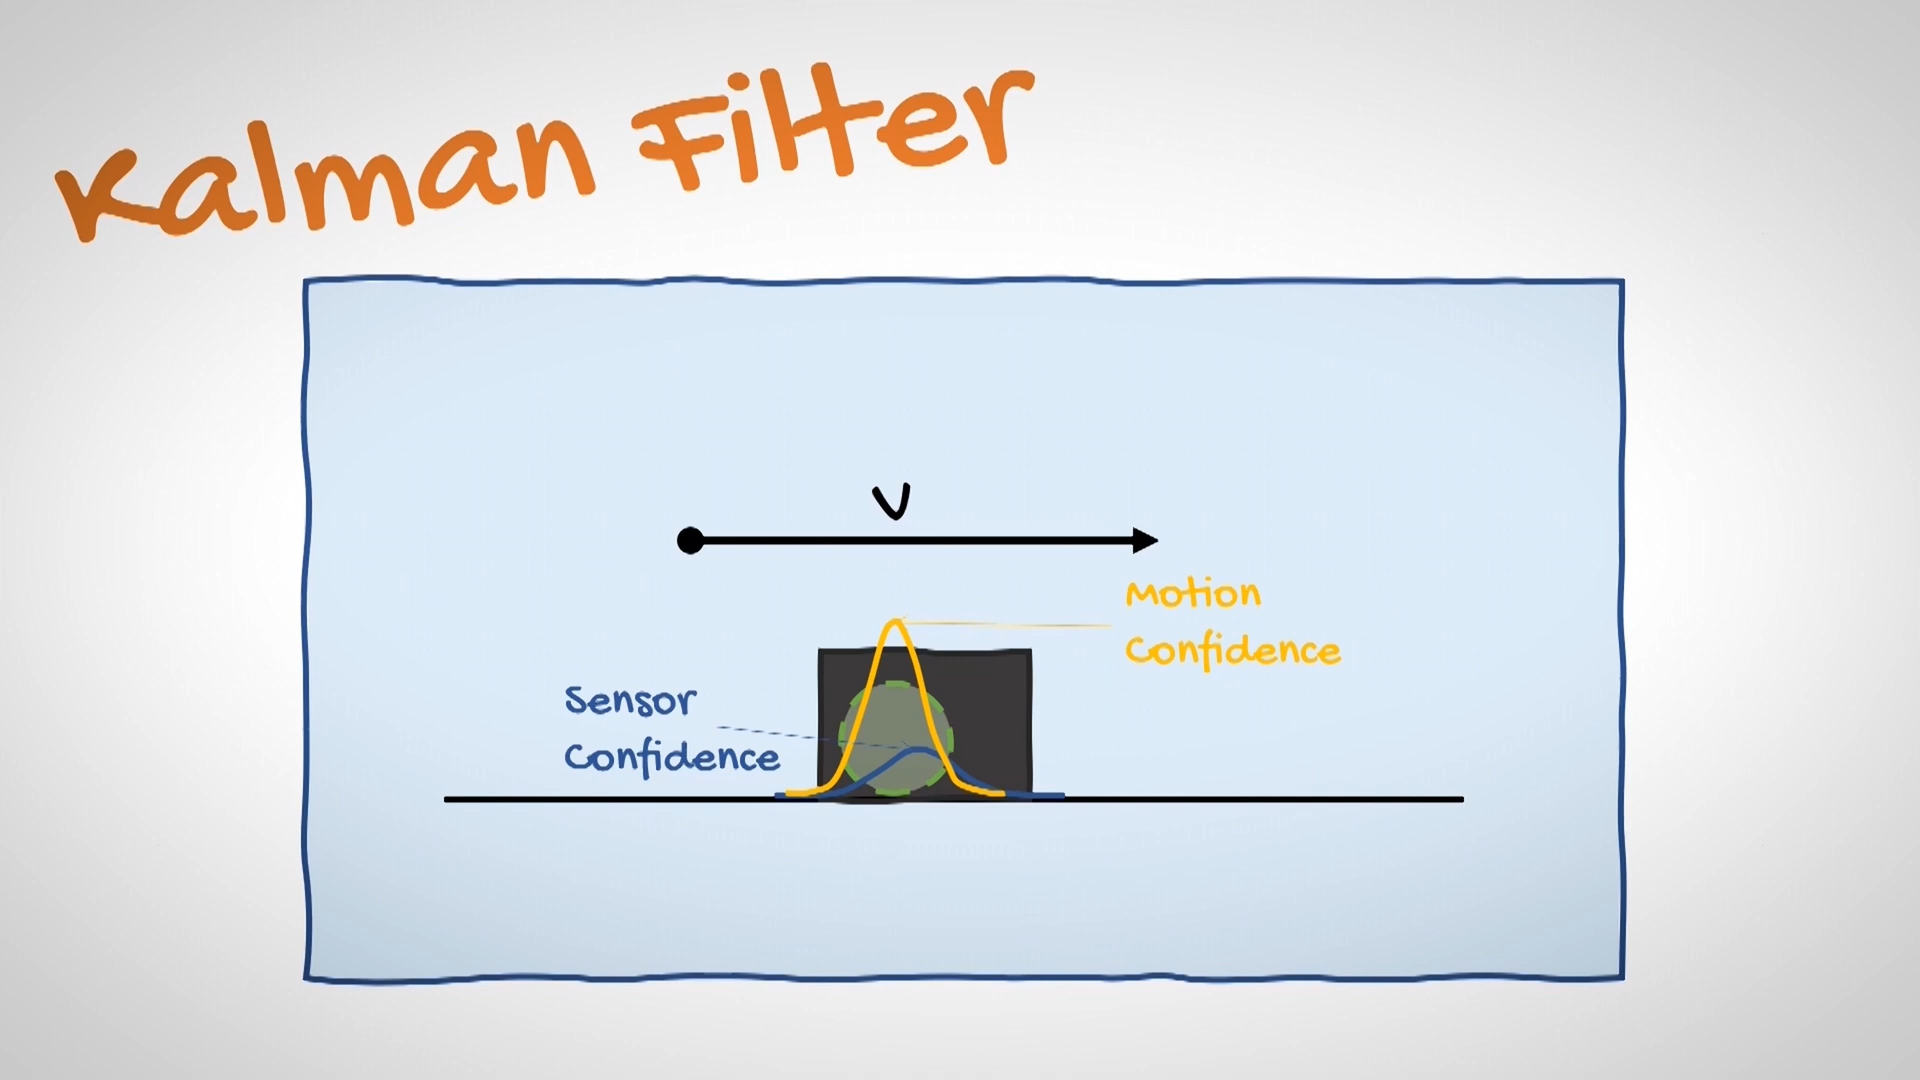 Kalman Filter
V
Motion
Confidence
Sensor
Confidence